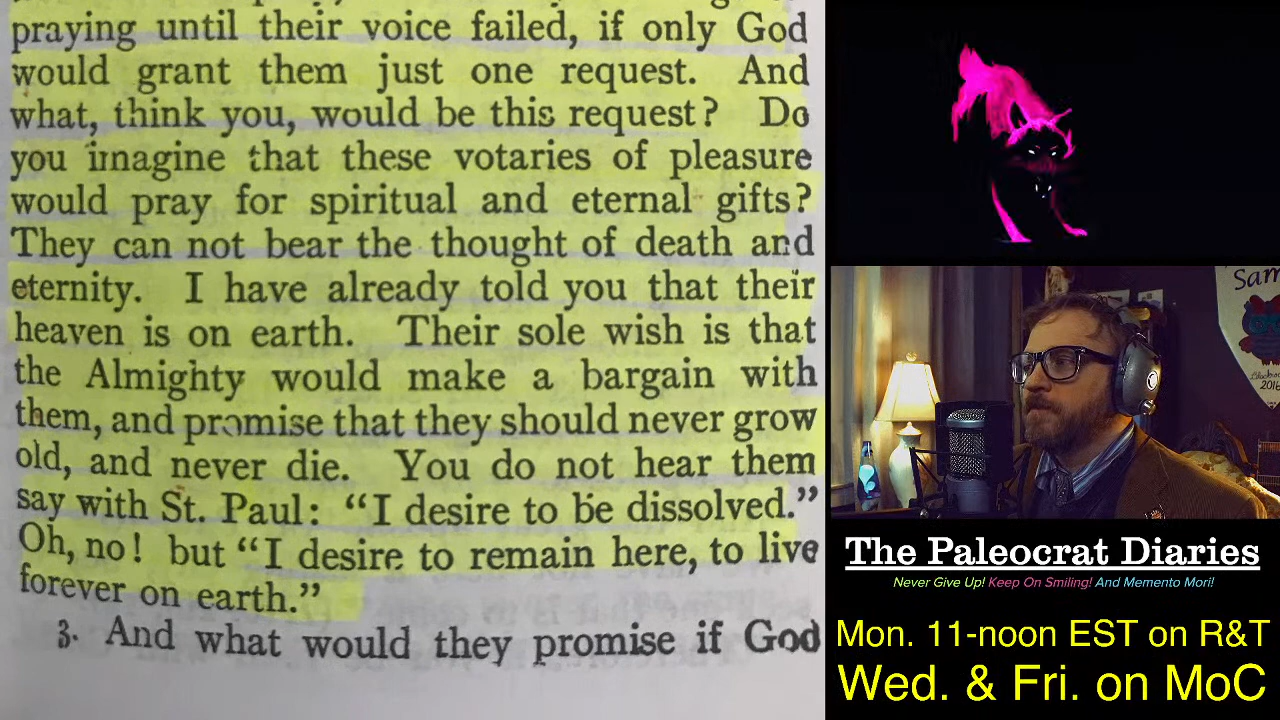 praying until their voice failed, if only God
would grant them just one request. And
what, think you, would be this request? Do
you imagine that these votaries of pleasure
would pray for spiritual and eternal gifts?
They can not bear the thought of death and
eternity. I have already told you that their
heaven is on earth. Their sole wish is that
the Almighty would make a bargain with
them, and promise that they should never grow
old, and never die. You do not hear them
say with St. Paul: “I desire to be dissolved.”
Oh, no! but “I desire to remain here, to live
forever on earth.”
3. And what would they promise if God
Sam
2016
The Paleocrat Diaries
Never Give Up! Keep On Smiling! And Memento Mori!
Mon. 11-noon EST on R&T
Wed. & Fri. on MoC